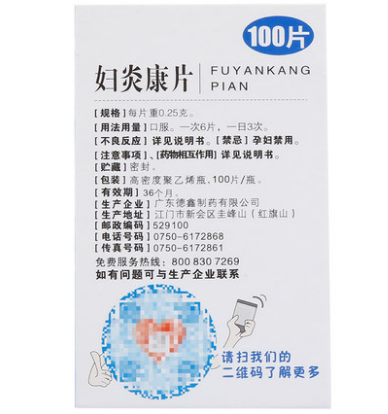 100片
妇炎康片
FUYANKANG
PIAN
[规格]每片重0.25克。
[用法用量]口服。一次6片，一日3次。
[不良反应]详见说明书。[禁忌]孕妇禁用。
[注意事项]、[药物相互作用]详见说明书。
[贮藏]密封。
[包装]高密度聚乙烯瓶，100片/瓶。
[有效期]36个月。
[生产企业]广东德鑫制药有限公司
[生产地址]江门市新会区圭峰山（红旗山）
[邮政编码]529100
[电话号码]0750-6172868
[传真号码]0750-6172861
免费服务热线：800 830 7269
如有问题可与生产企业联系
请扫我们的
二维码了解更多